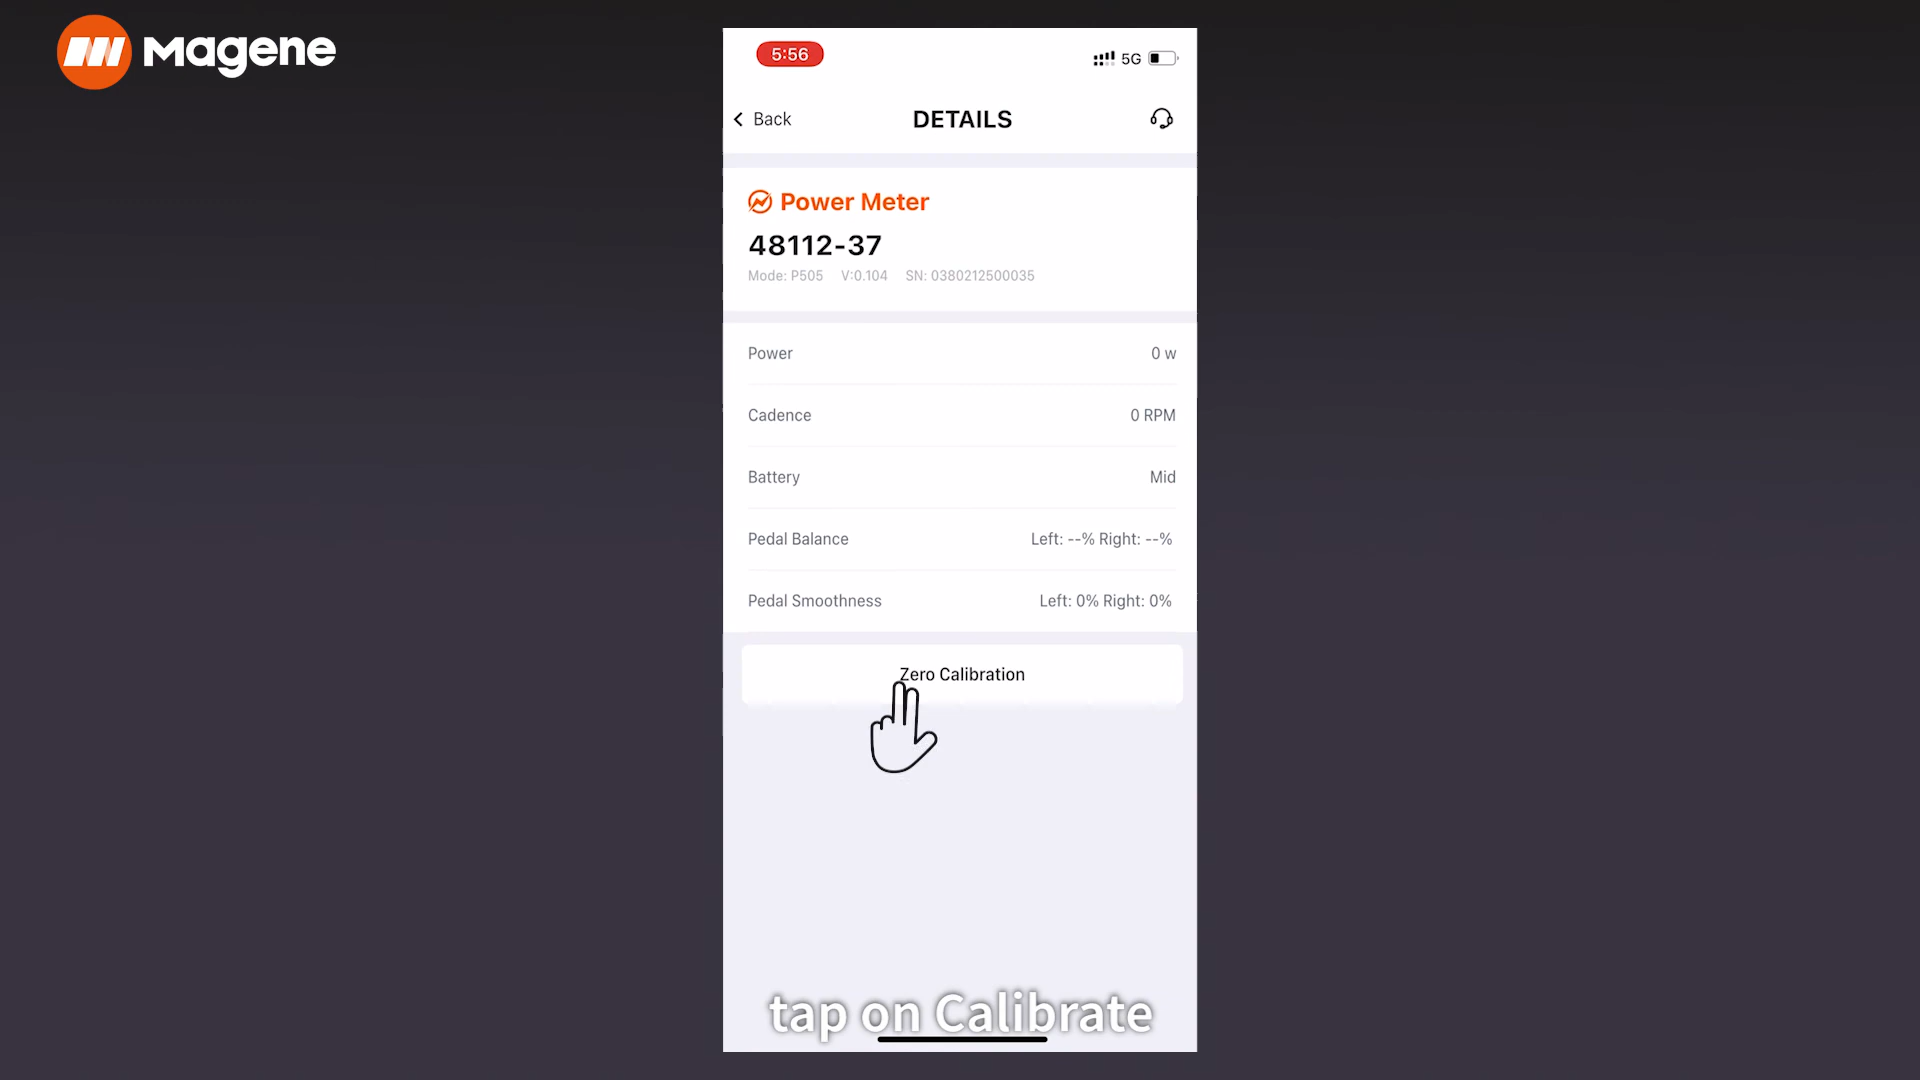 Magene
5:56
5G
Back
DETAILS
Power Meter
48112-37
Mode: P505 V:0.104 SN: 0380212500035
Power 0 w
Cadence 0 RPM
Battery Mid
Pedal Balance Left: --% Right: --%
Pedal Smoothness Left: 0% Right: 0%
Zero Calibration
tap on Calibrate